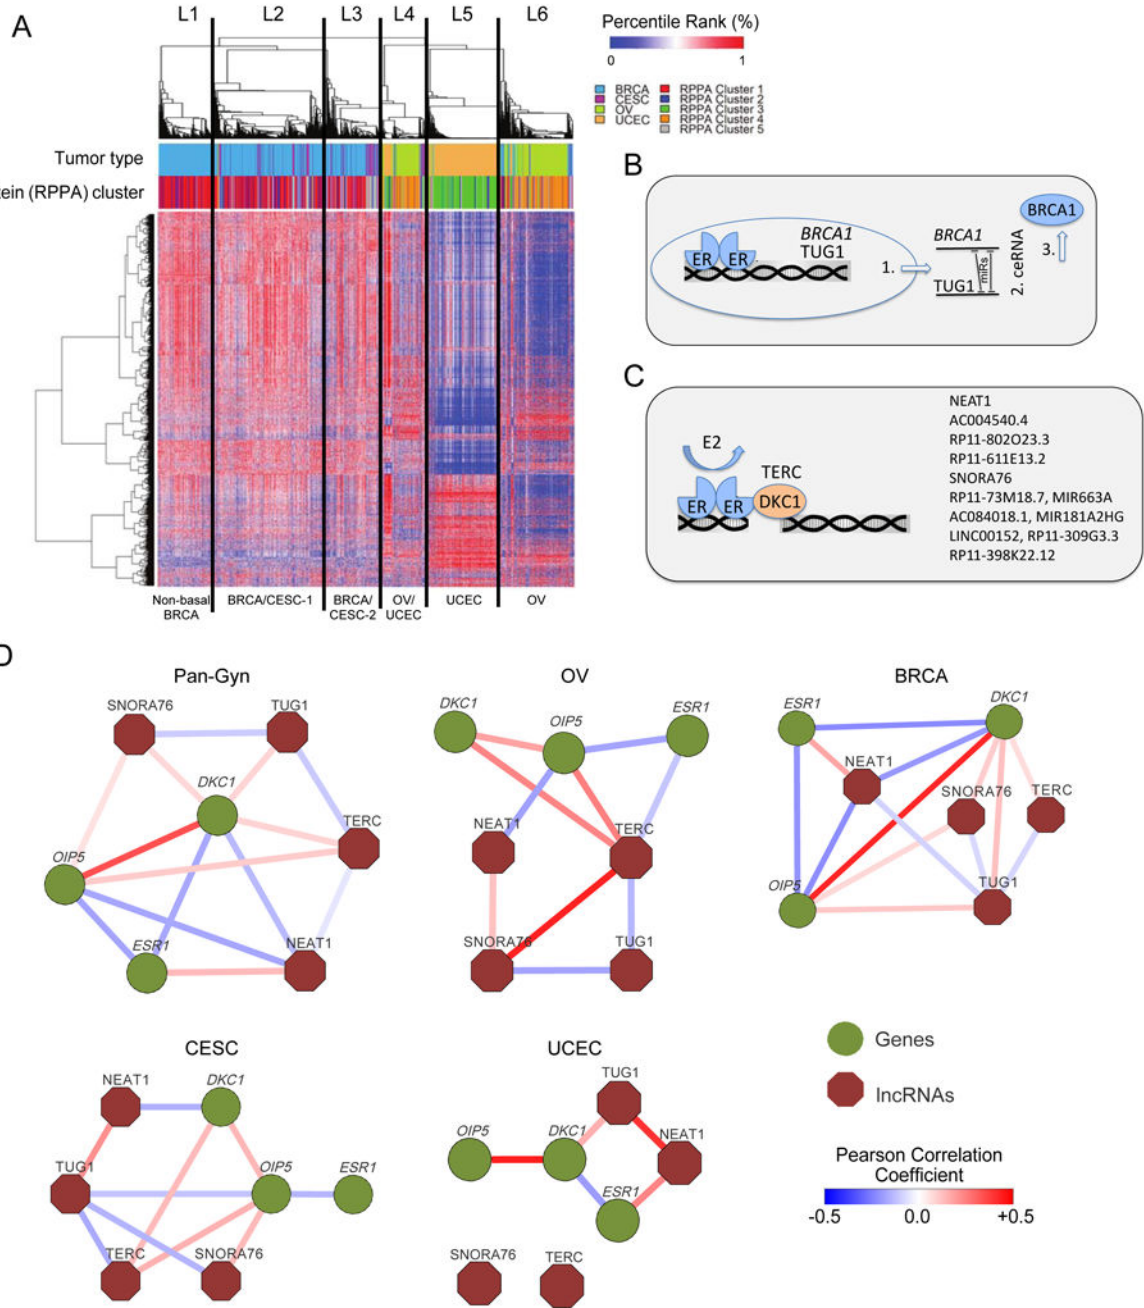 A
L1 L2 L3 L4 L5 L6
Percentile Rank (%)
0 1
BRCA
CESC
OV
UCEC
RPPA Cluster 1
RPPA Cluster 2
RPPA Cluster 3
RPPA Cluster 4
RPPA Cluster 5
Tumor type
tein (RPPA) cluster
Non-basal BRCA/CESC-1 BRCA/ OV/ UCEC OV
BRCA CESC-2 UCEC
B
BRCA1
TUG1
ER ER
1.
BRCA1
miRs
TUG1
2. ceRNA
3.
BRCA1
C
E2
TERC
ER ER DKC1
NEAT1
AC004540.4
RP11-802O23.3
RP11-611E13.2
SNORA76
RP11-73M18.7, MIR663A
AC084018.1, MIR181A2HG
LINC00152, RP11-309G3.3
RP11-398K22.12
D
Pan-Gyn
SNORA76 TUG1
DKC1
TERC
OIP5
ESR1 NEAT1
OV
DKC1 OIP5 ESR1
NEAT1 TERC
SNORA76 TUG1
BRCA
ESR1 DKC1
NEAT1
SNORA76 TERC
OIP5 TUG1
CESC
NEAT1 DKC1
TUG1 OIP5 ESR1
TERC SNORA76
UCEC
TUG1
OIP5 DKC1 NEAT1
ESR1
SNORA76 TERC
Genes
lncRNAs
Pearson Correlation
Coefficient
-0.5 0.0 +0.5